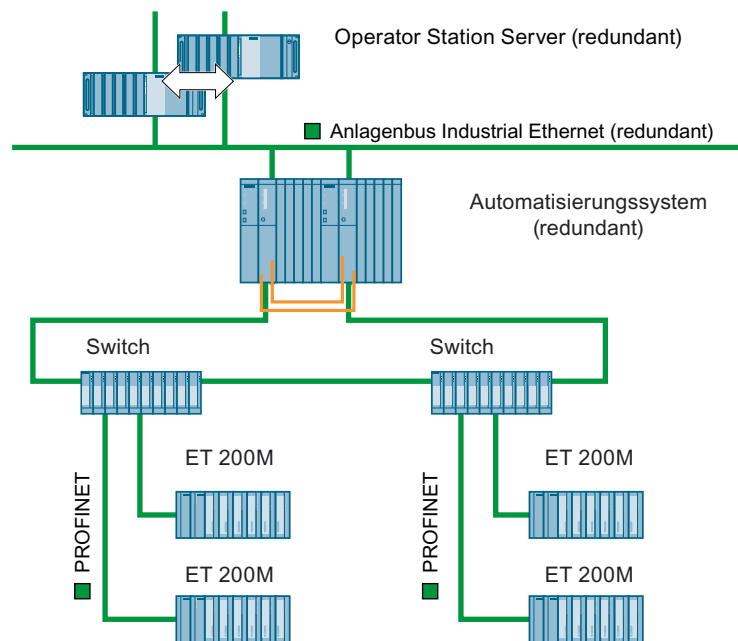 Operator Station Server (redundant)
Anlagenbus Industrial Ethernet (redundant)
Automatisierungssystem
(redundant)
Switch
Switch
ET 200M
ET 200M
PROFINET
PROFINET
ET 200M
ET 200M